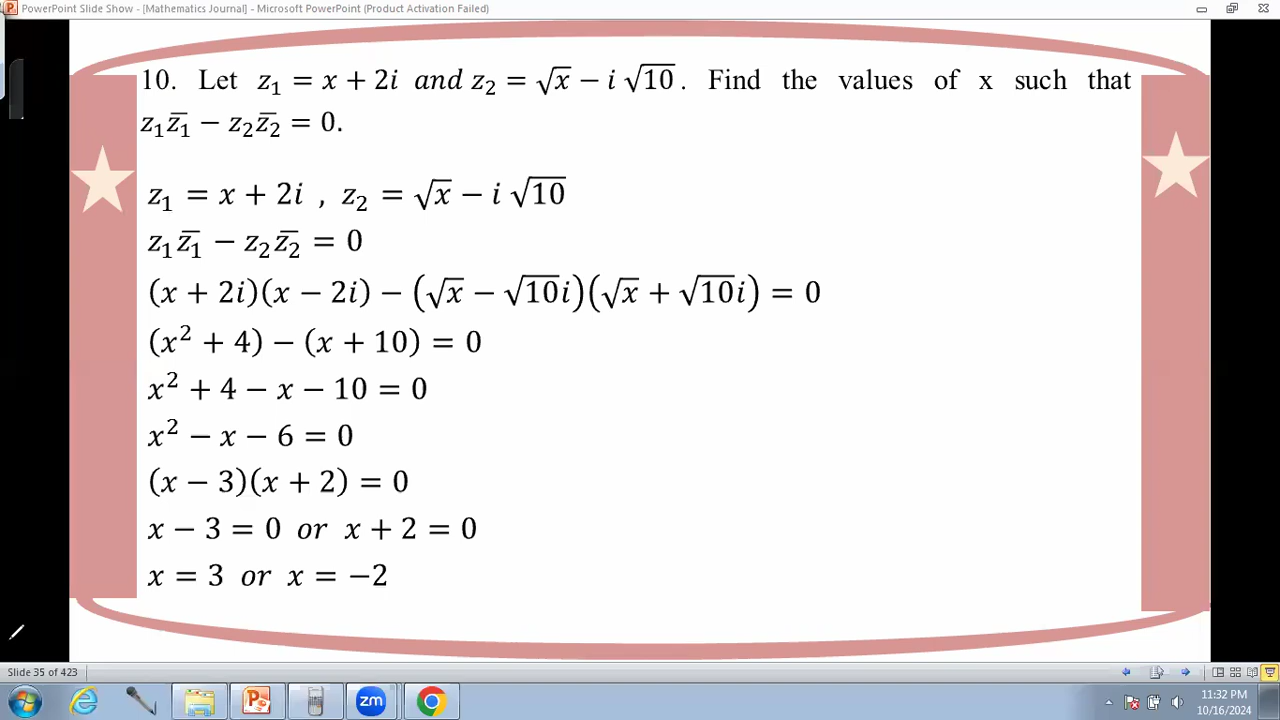 PowerPoint Slide Show - [Mathematics Journal] - Microsoft PowerPoint (Product Activation Failed)
10. Let z₁ = x + 2i and z₂ = √x − i √10 . Find the values of x such that
z₁z̅₁ − z₂z̅₂ = 0.
z₁ = x + 2i , z₂ = √x − i √10
z₁z̅₁ − z₂z̅₂ = 0
(x + 2i)(x − 2i) − (√x − √10i)(√x + √10i) = 0
(x² + 4) − (x + 10) = 0
x² + 4 − x − 10 = 0
x² − x − 6 = 0
(x − 3)(x + 2) = 0
x − 3 = 0 or x + 2 = 0
x = 3 or x = −2
Slide 35 of 423
zm
11:32 PM
10/16/2024